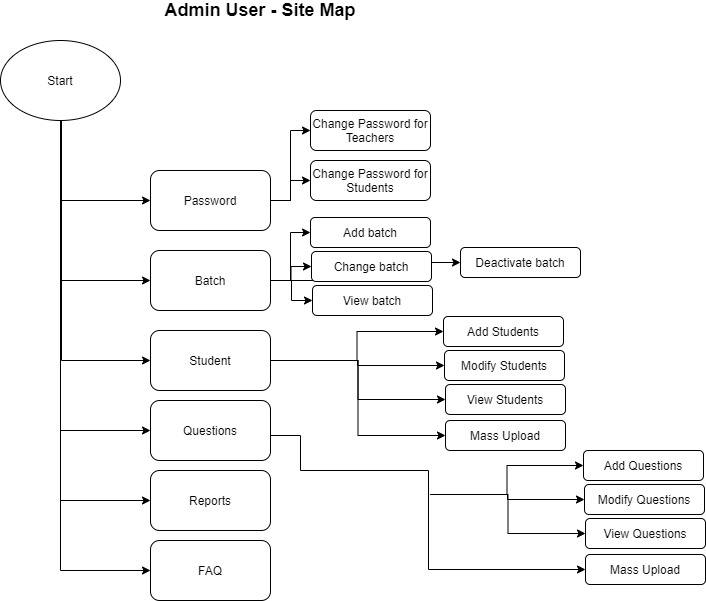 Admin User - Site Map
Start
Change Password for
Teachers
Change Password for
Students
Password
Add batch
Change batch
Deactivate batch
Batch
View batch
Add Students
Student
Modify Students
View Students
Questions
Mass Upload
Add Questions
Reports
Modify Questions
View Questions
FAQ
Mass Upload